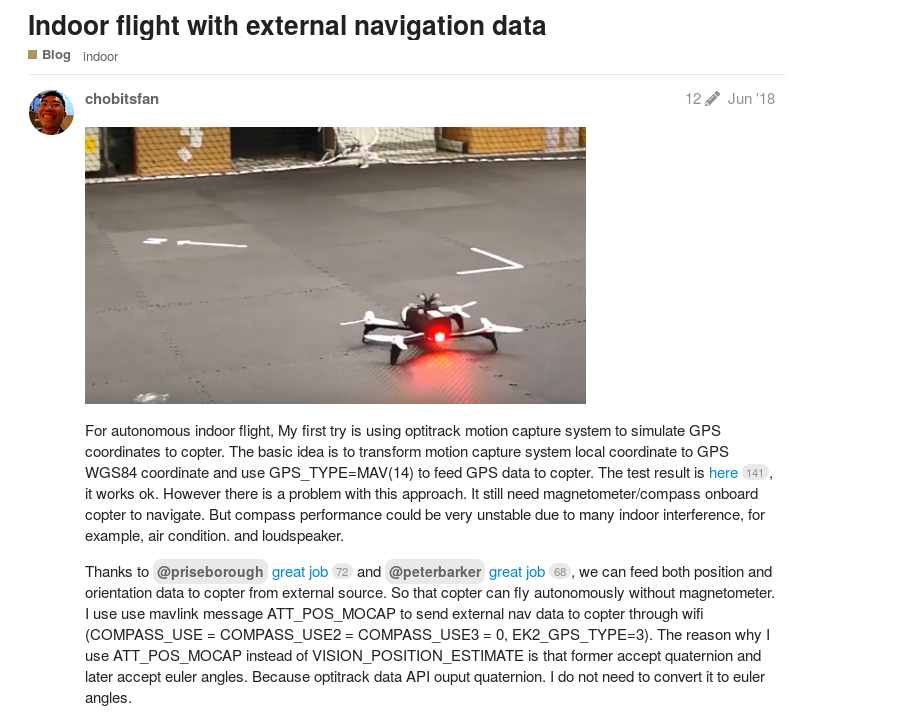 Indoor flight with external navigation data
Blog indoor
chobitsfan 12 Jun '18
For autonomous indoor flight, My first try is using optitrack motion capture system to simulate GPS
coordinates to copter. The basic idea is to transform motion capture system local coordinate to GPS
WGS84 coordinate and use GPS_TYPE=MAV(14) to feed GPS data to copter. The test result is here 141,
it works ok. However there is a problem with this approach. It still need magnetometer/compass onboard
copter to navigate. But compass performance could be very unstable due to many indoor interference, for
example, air condition. and loudspeaker.
Thanks to @priseborough great job 72 and @peterbarker great job 68, we can feed both position and
orientation data to copter from external source. So that copter can fly autonomously without magnetometer.
I use use mavlink message ATT_POS_MOCAP to send external nav data to copter through wifi
(COMPASS_USE = COMPASS_USE2 = COMPASS_USE3 = 0, EK2_GPS_TYPE=3). The reason why I
use ATT_POS_MOCAP instead of VISION_POSITION_ESTIMATE is that former accept quaternion and
later accept euler angles. Because optitrack data API ouput quaternion. I do not need to convert it to euler
angles.